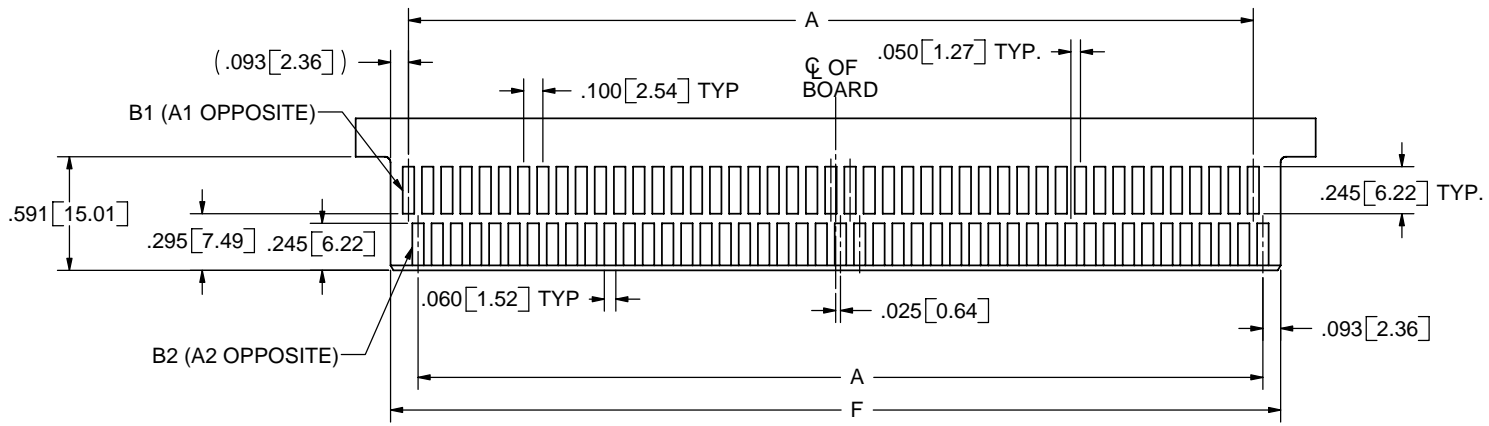 A
(.093[2.36])
.050[1.27] TYP.
℄ OF
BOARD
.100[2.54] TYP
B1 (A1 OPPOSITE)
.591[15.01]
.245[6.22] TYP.
.295[7.49]
.245[6.22]
.060[1.52] TYP
.025[0.64]
.093[2.36]
B2 (A2 OPPOSITE)
A
F